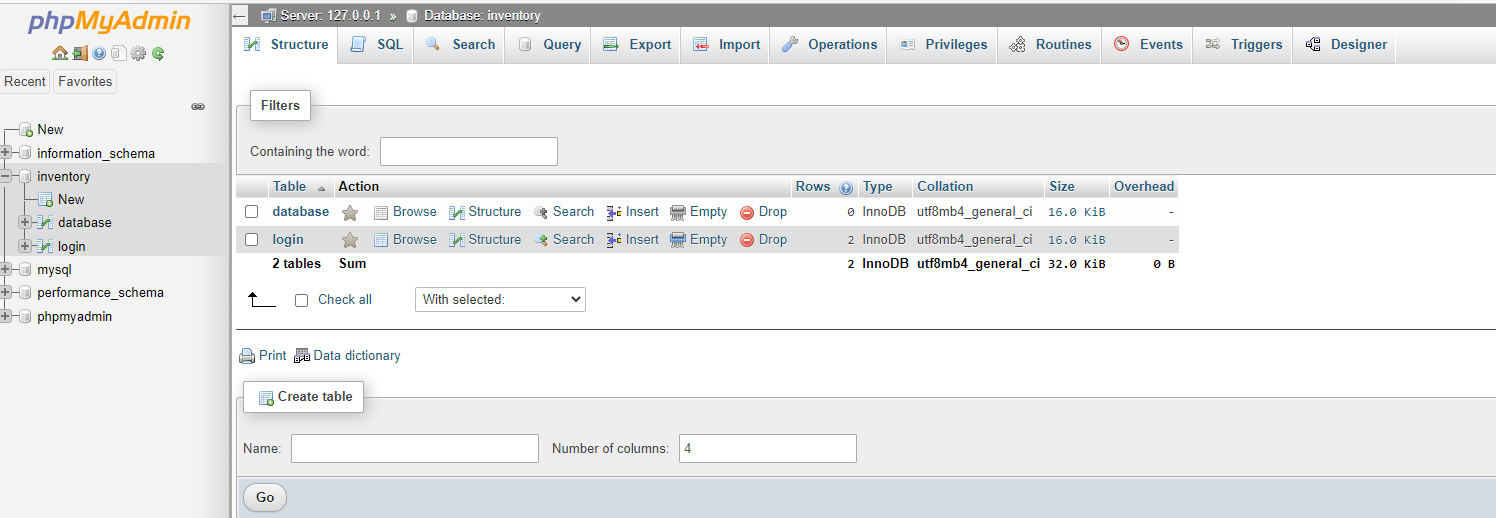 phpMyAdmin
Recent Favorites
New
information_schema
inventory
New
database
login
mysql
performance_schema
phpmyadmin
Server: 127.0.0.1 » Database: inventory
Structure SQL Search Query Export Import Operations Privileges Routines Events Triggers Designer
Filters
Containing the word:
Table Action Rows Type Collation Size Overhead
database Browse Structure Search Insert Empty Drop 0 InnoDB utf8mb4_general_ci 16.0 KiB -
login Browse Structure Search Insert Empty Drop 2 InnoDB utf8mb4_general_ci 16.0 KiB -
2 tables Sum 2 InnoDB utf8mb4_general_ci 32.0 KiB 0 B
Check all With selected:
Print Data dictionary
Create table
Name: Number of columns: 4
Go